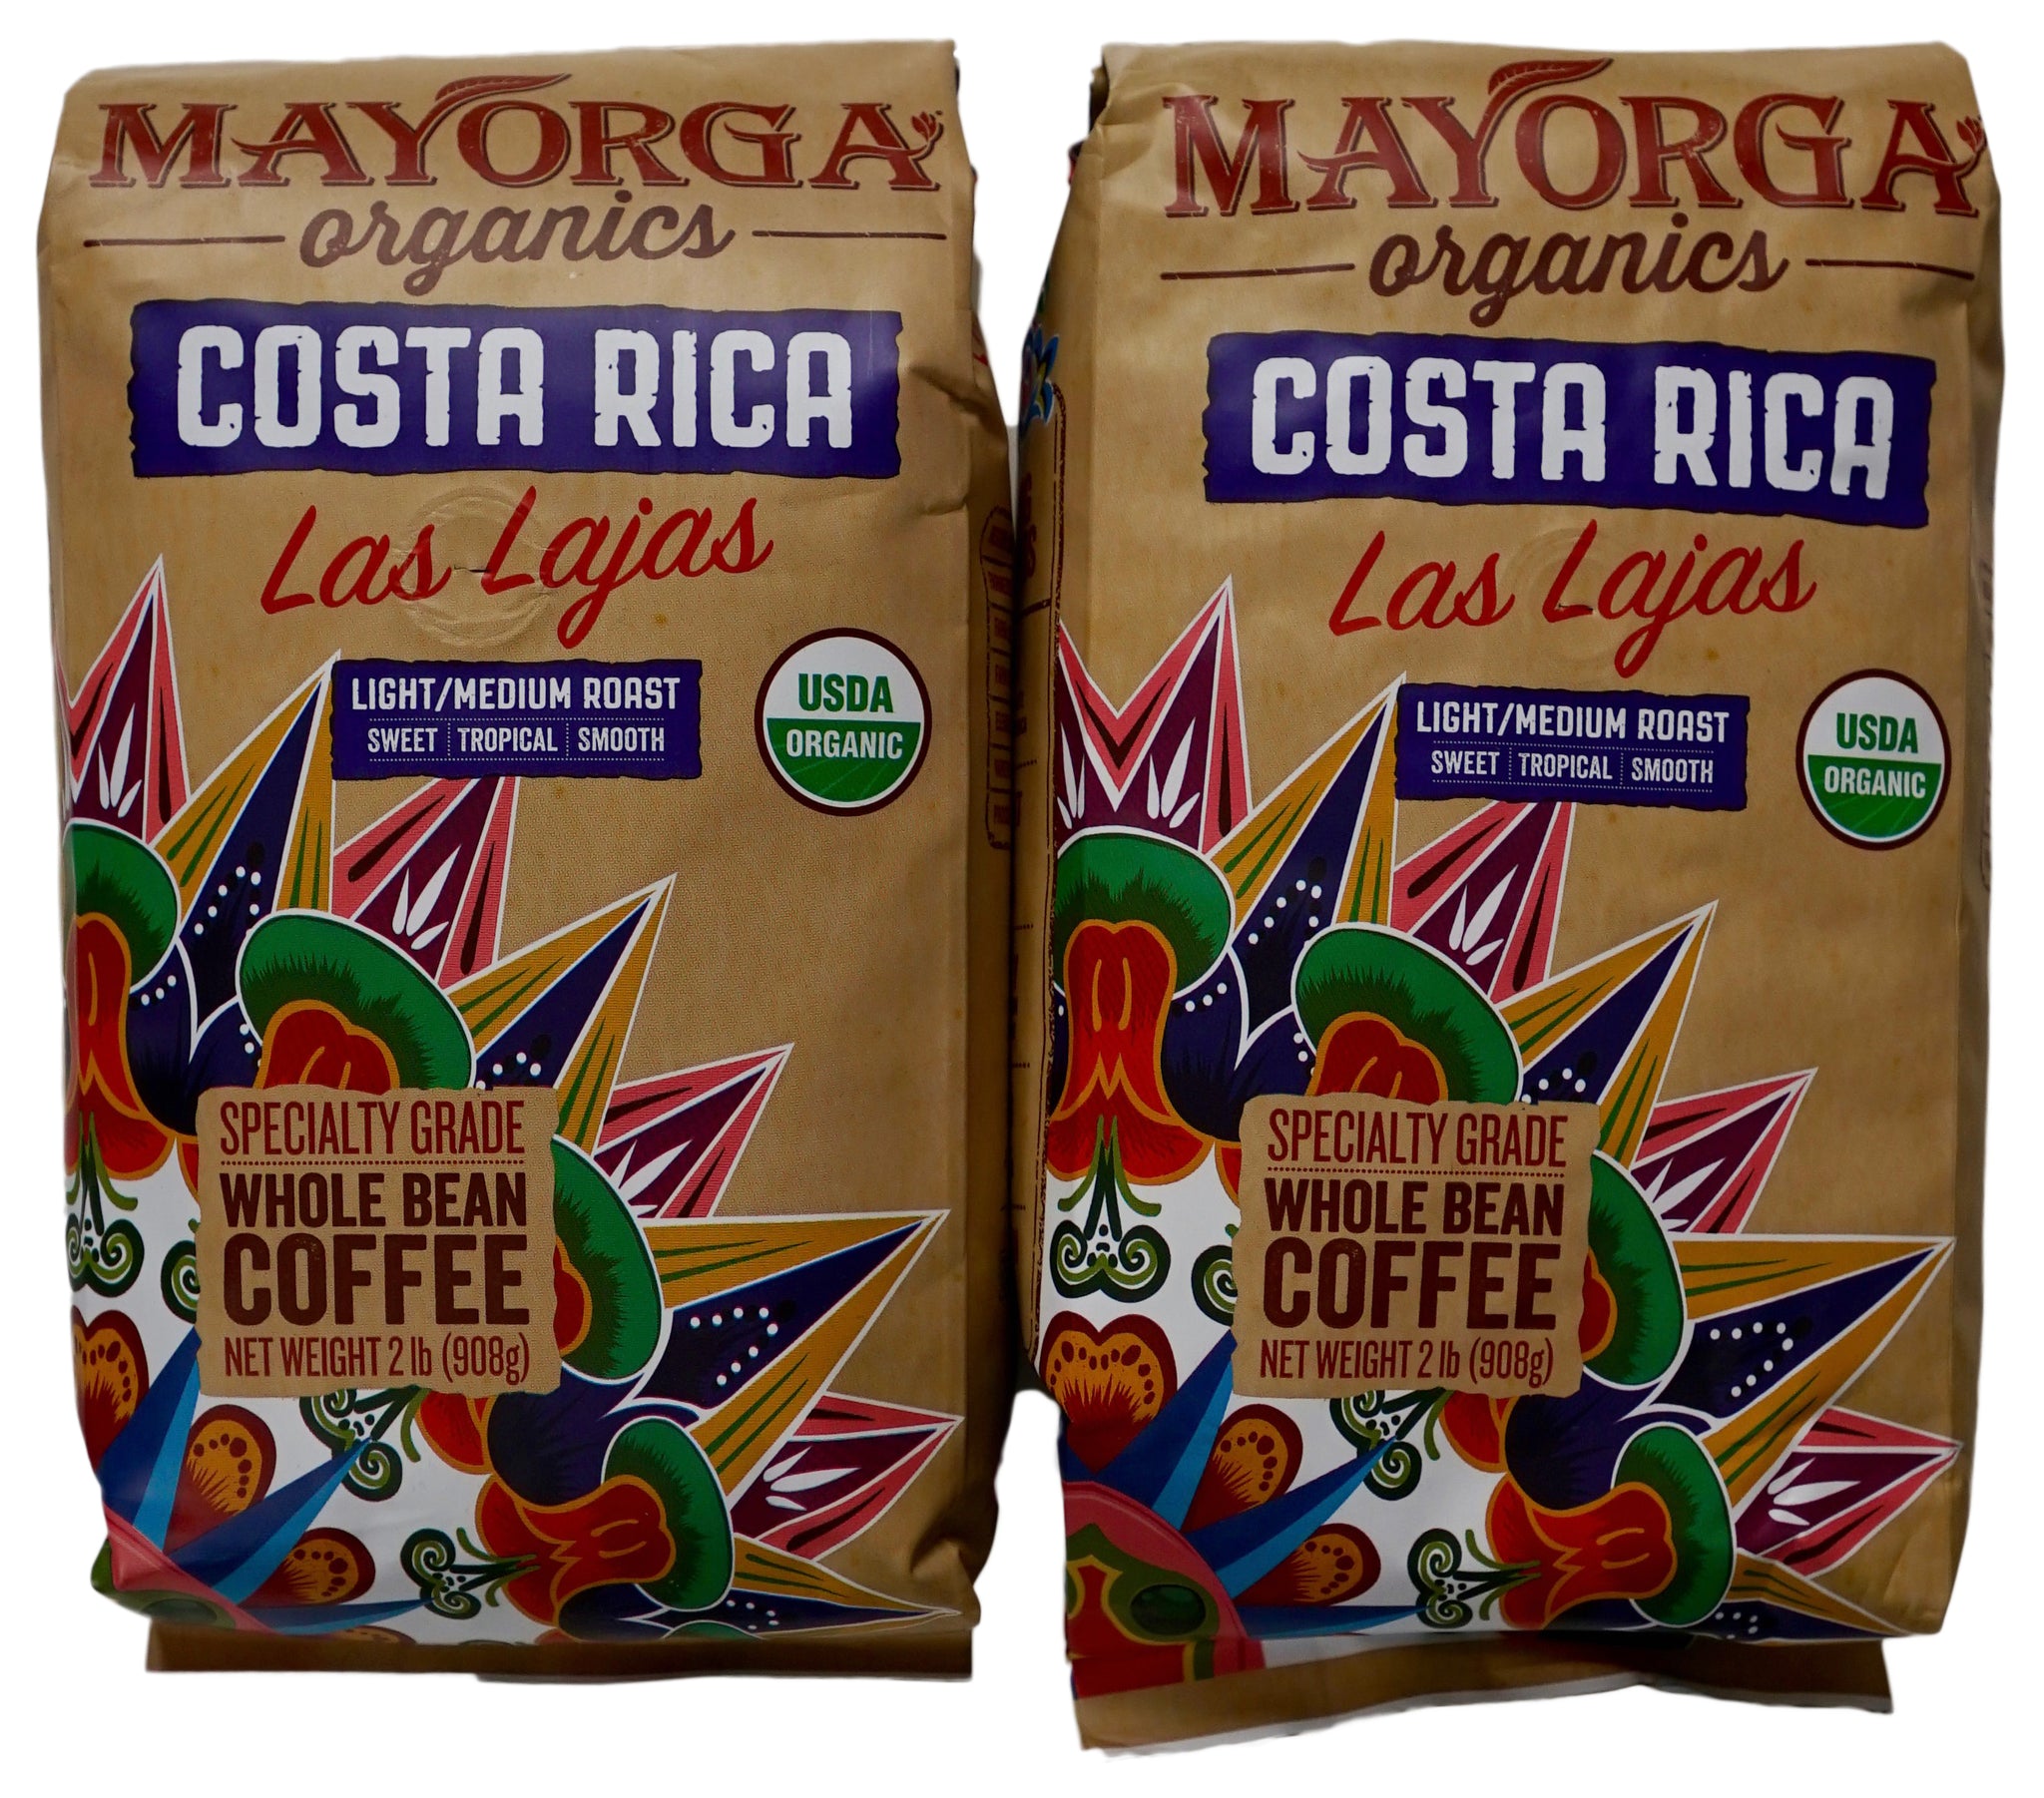 MAYORGA
organics
COSTA RICA
Las Lajas
LIGHT/MEDIUM ROAST
SWEET TROPICAL SMOOTH
USDA
ORGANIC
SPECIALTY GRADE
WHOLE BEAN
COFFEE
NET WEIGHT 2 lb (908g)
MAYORGA
organics
COSTA RICA
Las Lajas
LIGHT/MEDIUM ROAST
SWEET TROPICAL SMOOTH
USDA
ORGANIC
SPECIALTY GRADE
WHOLE BEAN
COFFEE
NET WEIGHT 2 lb (908g)